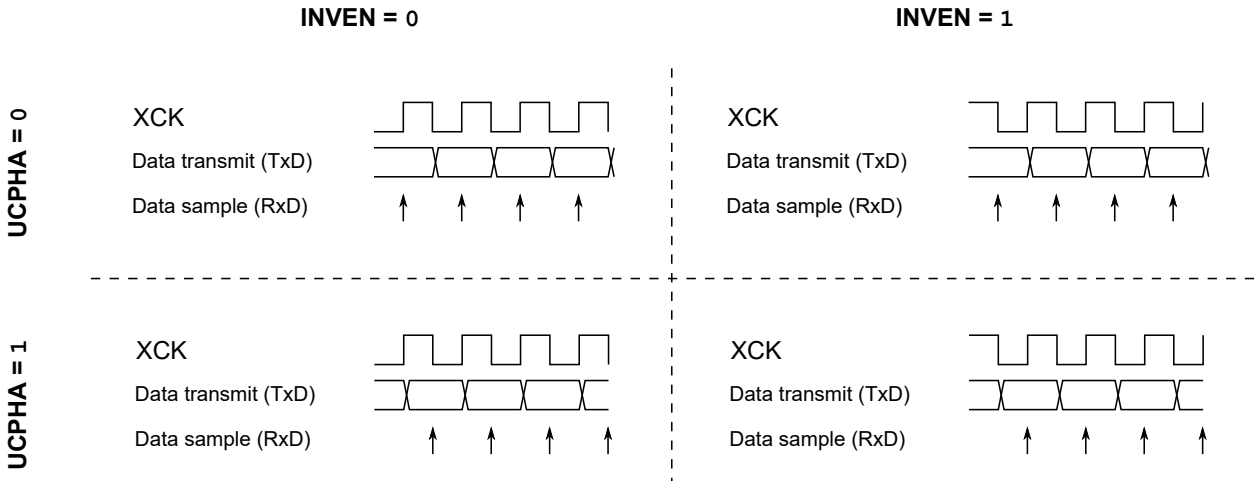 INVEN = 0
INVEN = 1
UCPHA = 0
XCK
Data transmit (TxD)
Data sample (RxD)
XCK
Data transmit (TxD)
Data sample (RxD)
UCPHA = 1
XCK
Data transmit (TxD)
Data sample (RxD)
XCK
Data transmit (TxD)
Data sample (RxD)